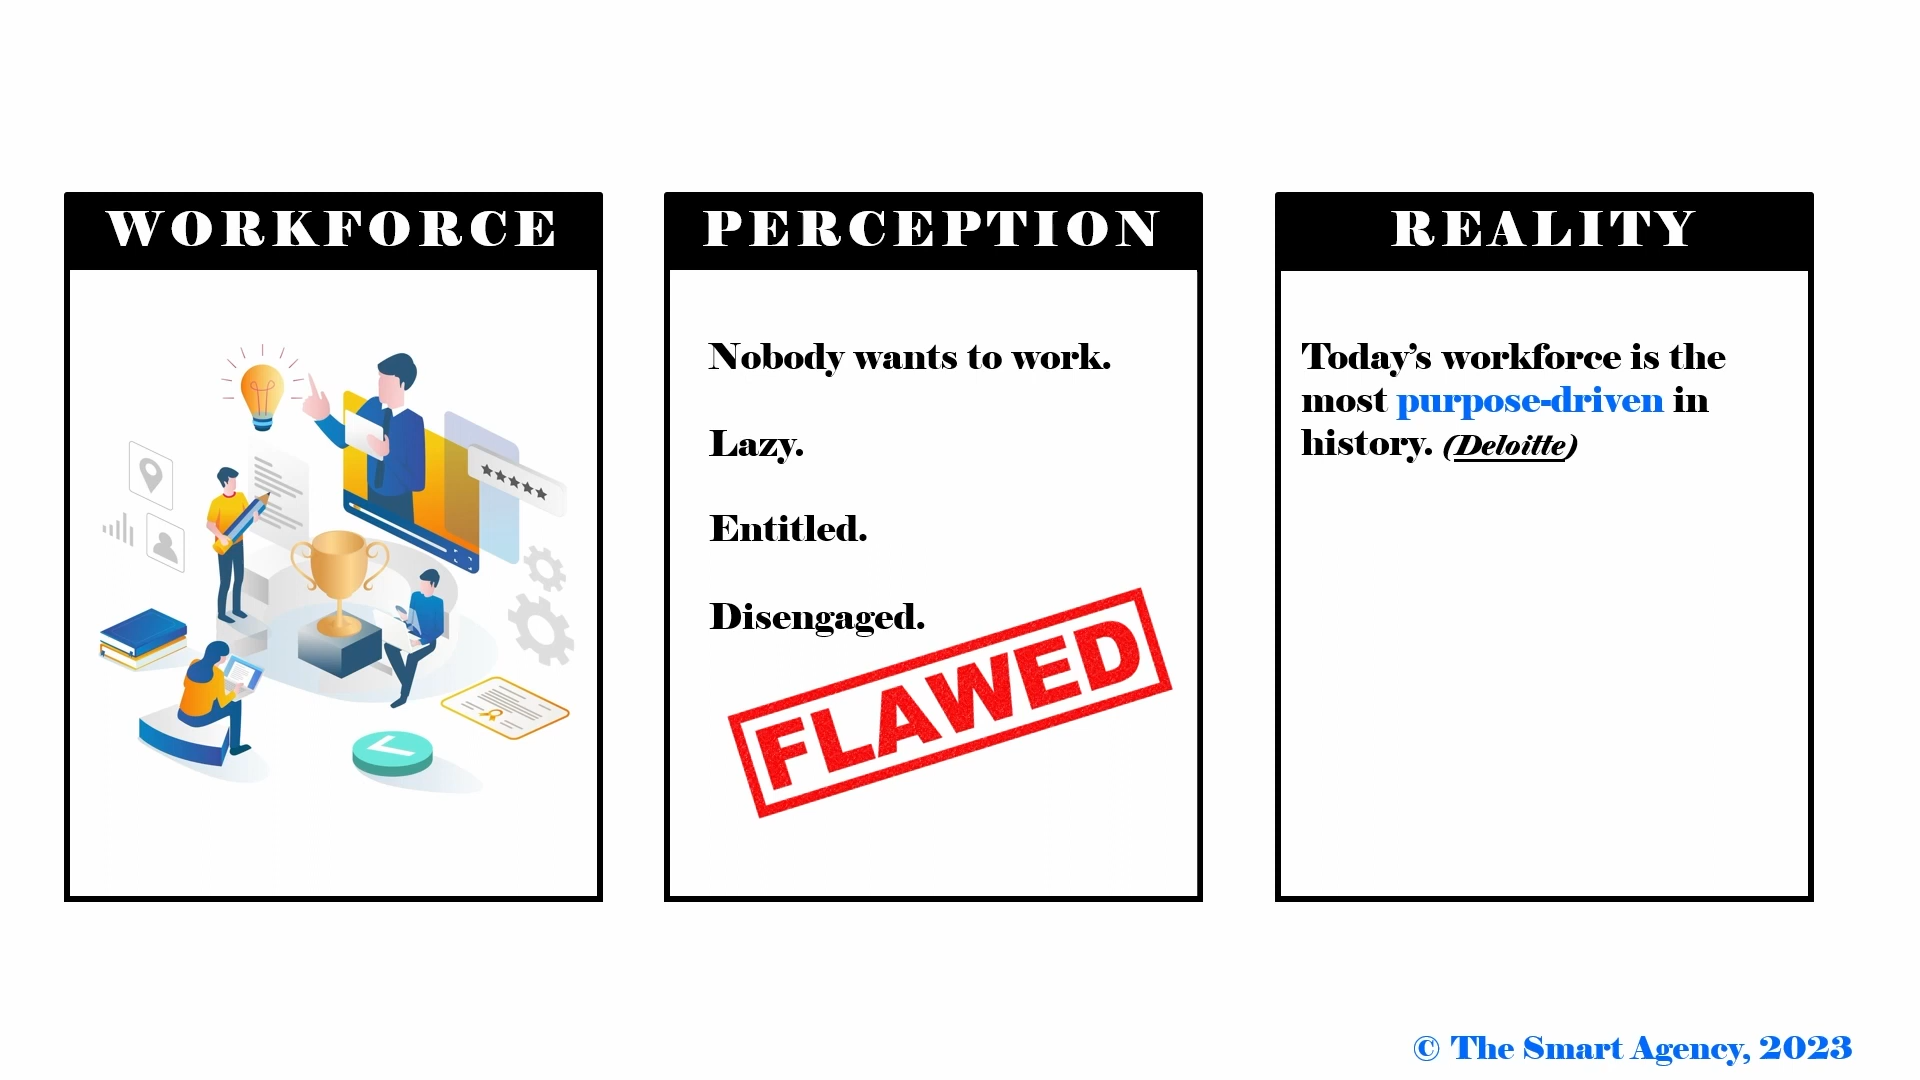 WORKFORCE
PERCEPTION
Nobody wants to work.
Lazy.
Entitled.
Disengaged.
FLAWED
REALITY
Today’s workforce is the
most purpose-driven in
history. (Deloitte)
© The Smart Agency, 2023